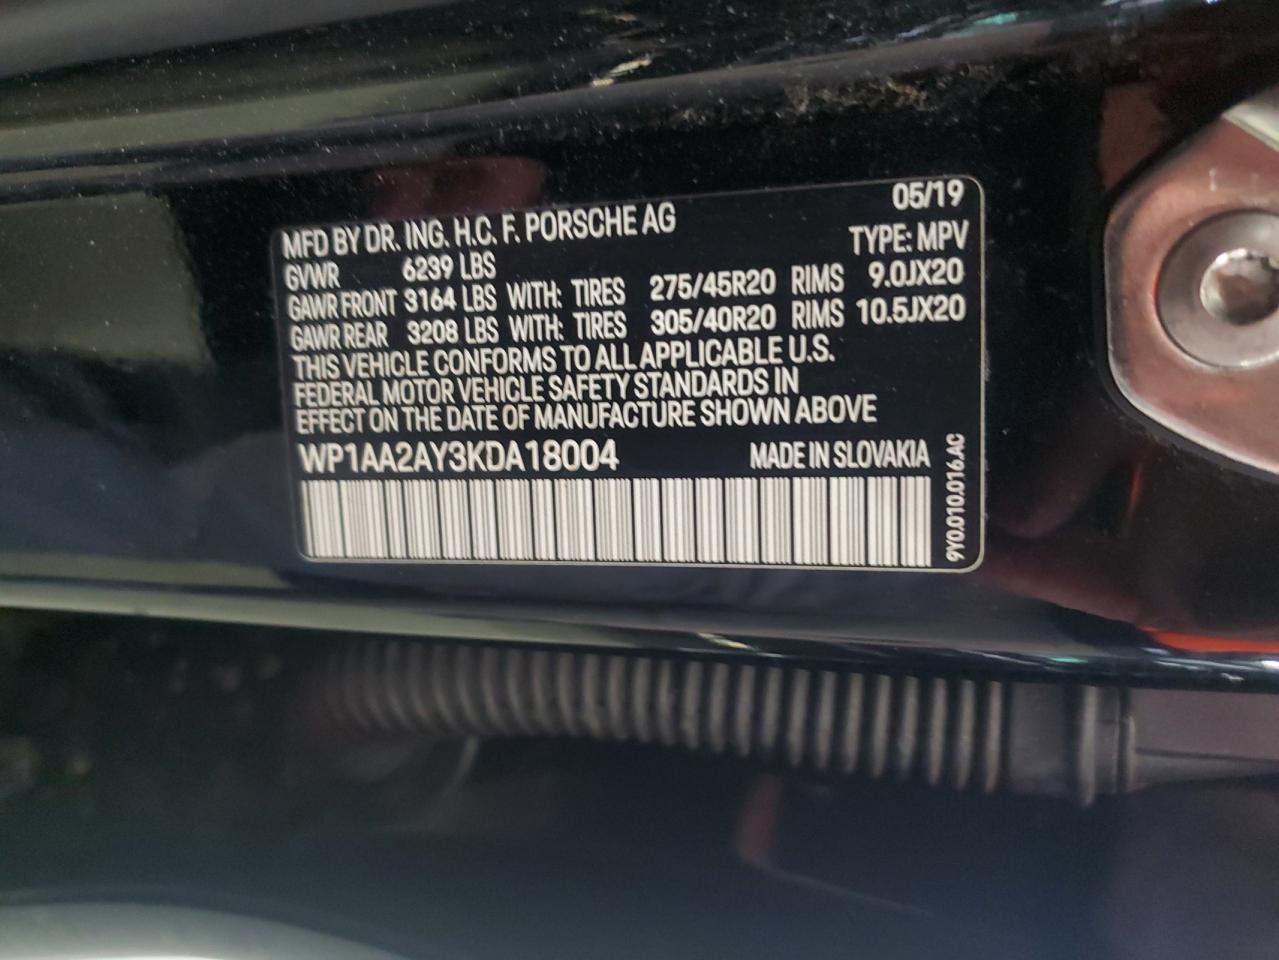 05/19
MFD BY DR. ING. H.C. F. PORSCHE AG
TYPE: MPV
GVWR 6239 LBS
GAWR FRONT 3164 LBS WITH: TIRES 275/45R20 RIMS 9.0JX20
GAWR REAR 3208 LBS WITH: TIRES 305/40R20 RIMS 10.5JX20
THIS VEHICLE CONFORMS TO ALL APPLICABLE U.S.
FEDERAL MOTOR VEHICLE SAFETY STANDARDS IN
EFFECT ON THE DATE OF MANUFACTURE SHOWN ABOVE
WP1AA2AY3KDA18004 MADE IN SLOVAKIA
9Y0.010.016.AC